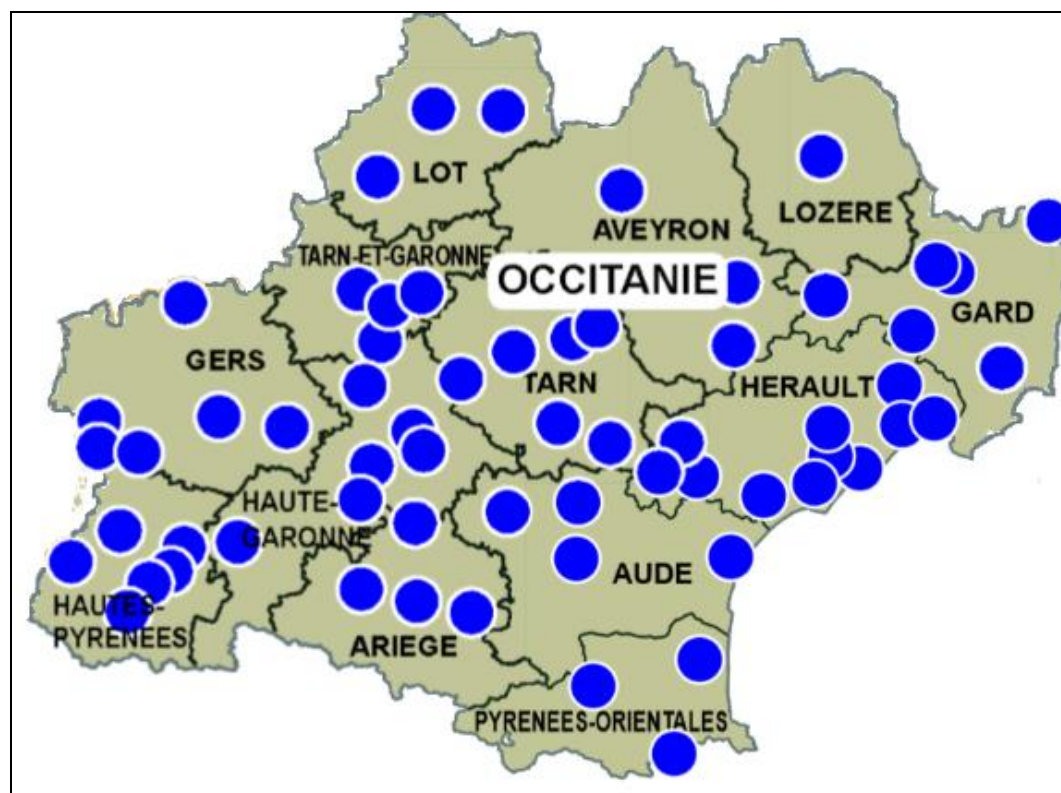 LOT
AVEYRON
LOZERE
TARN-ET-GARONNE
OCCITANIE
GARD
GERS
TARN
HERAULT
HAUTE-
GARONNE
AUDE
HAUTES-
PYRENEES
ARIEGE
PYRENEES-ORIENTALES